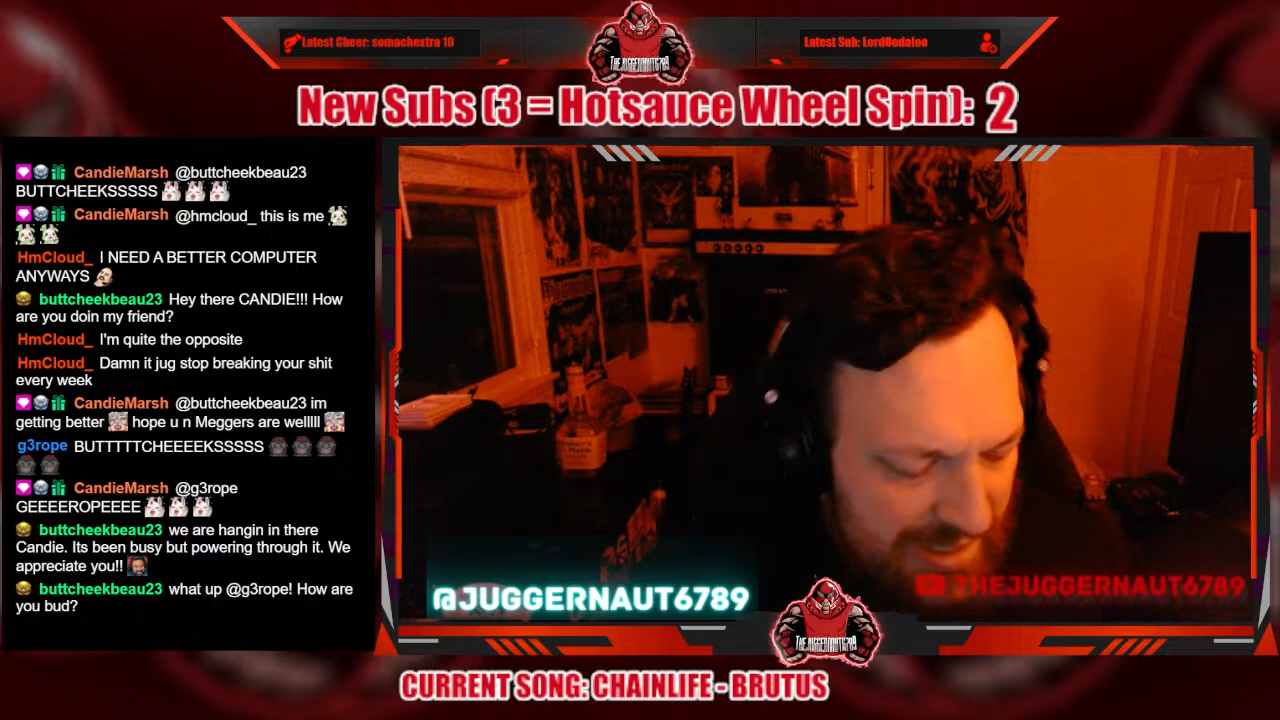 Latest Cheer: somachestra 10
Latest Sub: LordOodaloo
THEJUGGERNAUT6789
New Subs (3 = Hotsauce Wheel Spin): 2
CandieMarsh @buttcheekbeau23
BUTTCHEEKSSSSS
CandieMarsh @hmcloud_ this is me
HmCloud_ I NEED A BETTER COMPUTER
ANYWAYS
buttcheekbeau23 Hey there CANDIE!!! How
are you doin my friend?
HmCloud_ I'm quite the opposite
HmCloud_ Damn it jug stop breaking your shit
every week
CandieMarsh @buttcheekbeau23 im
getting better hope u n Meggers are wellll
g3rope BUTTTTTCHEEEEKSSSSS
CandieMarsh @g3rope
GEEEEROPEEEE
buttcheekbeau23 we are hangin in there
Candie. Its been busy but powering through it. We
appreciate you!!
buttcheekbeau23 what up @g3rope! How are
you bud?
@JUGGERNAUT6789
THEJUGGERNAUT6789
THEJUGGERNAUT6789
CURRENT SONG: CHAINLIFE - BRUTUS